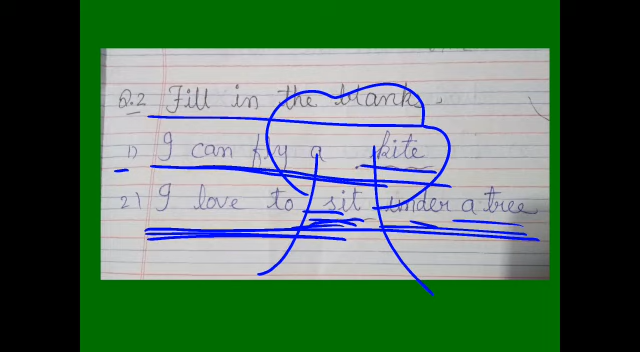 Q.2 Fill in the blanks.
1) I can fly a kite
2) I love to sit under a tree